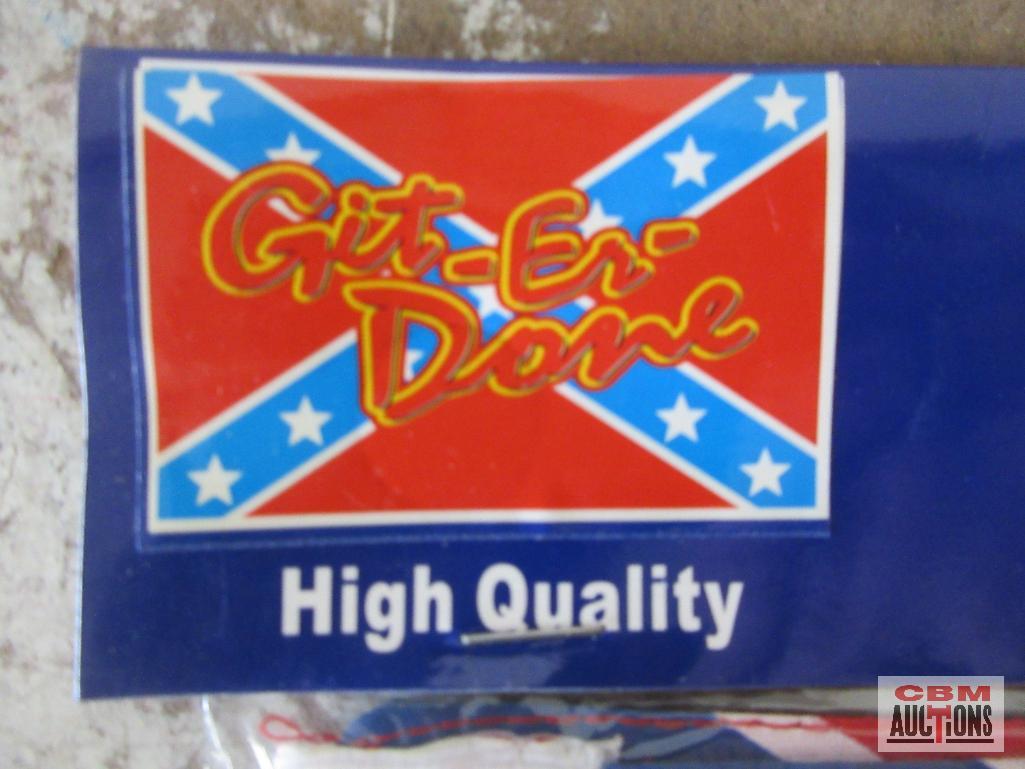 Git-Er-
Done
High Quality
CBM
AUCTIONS